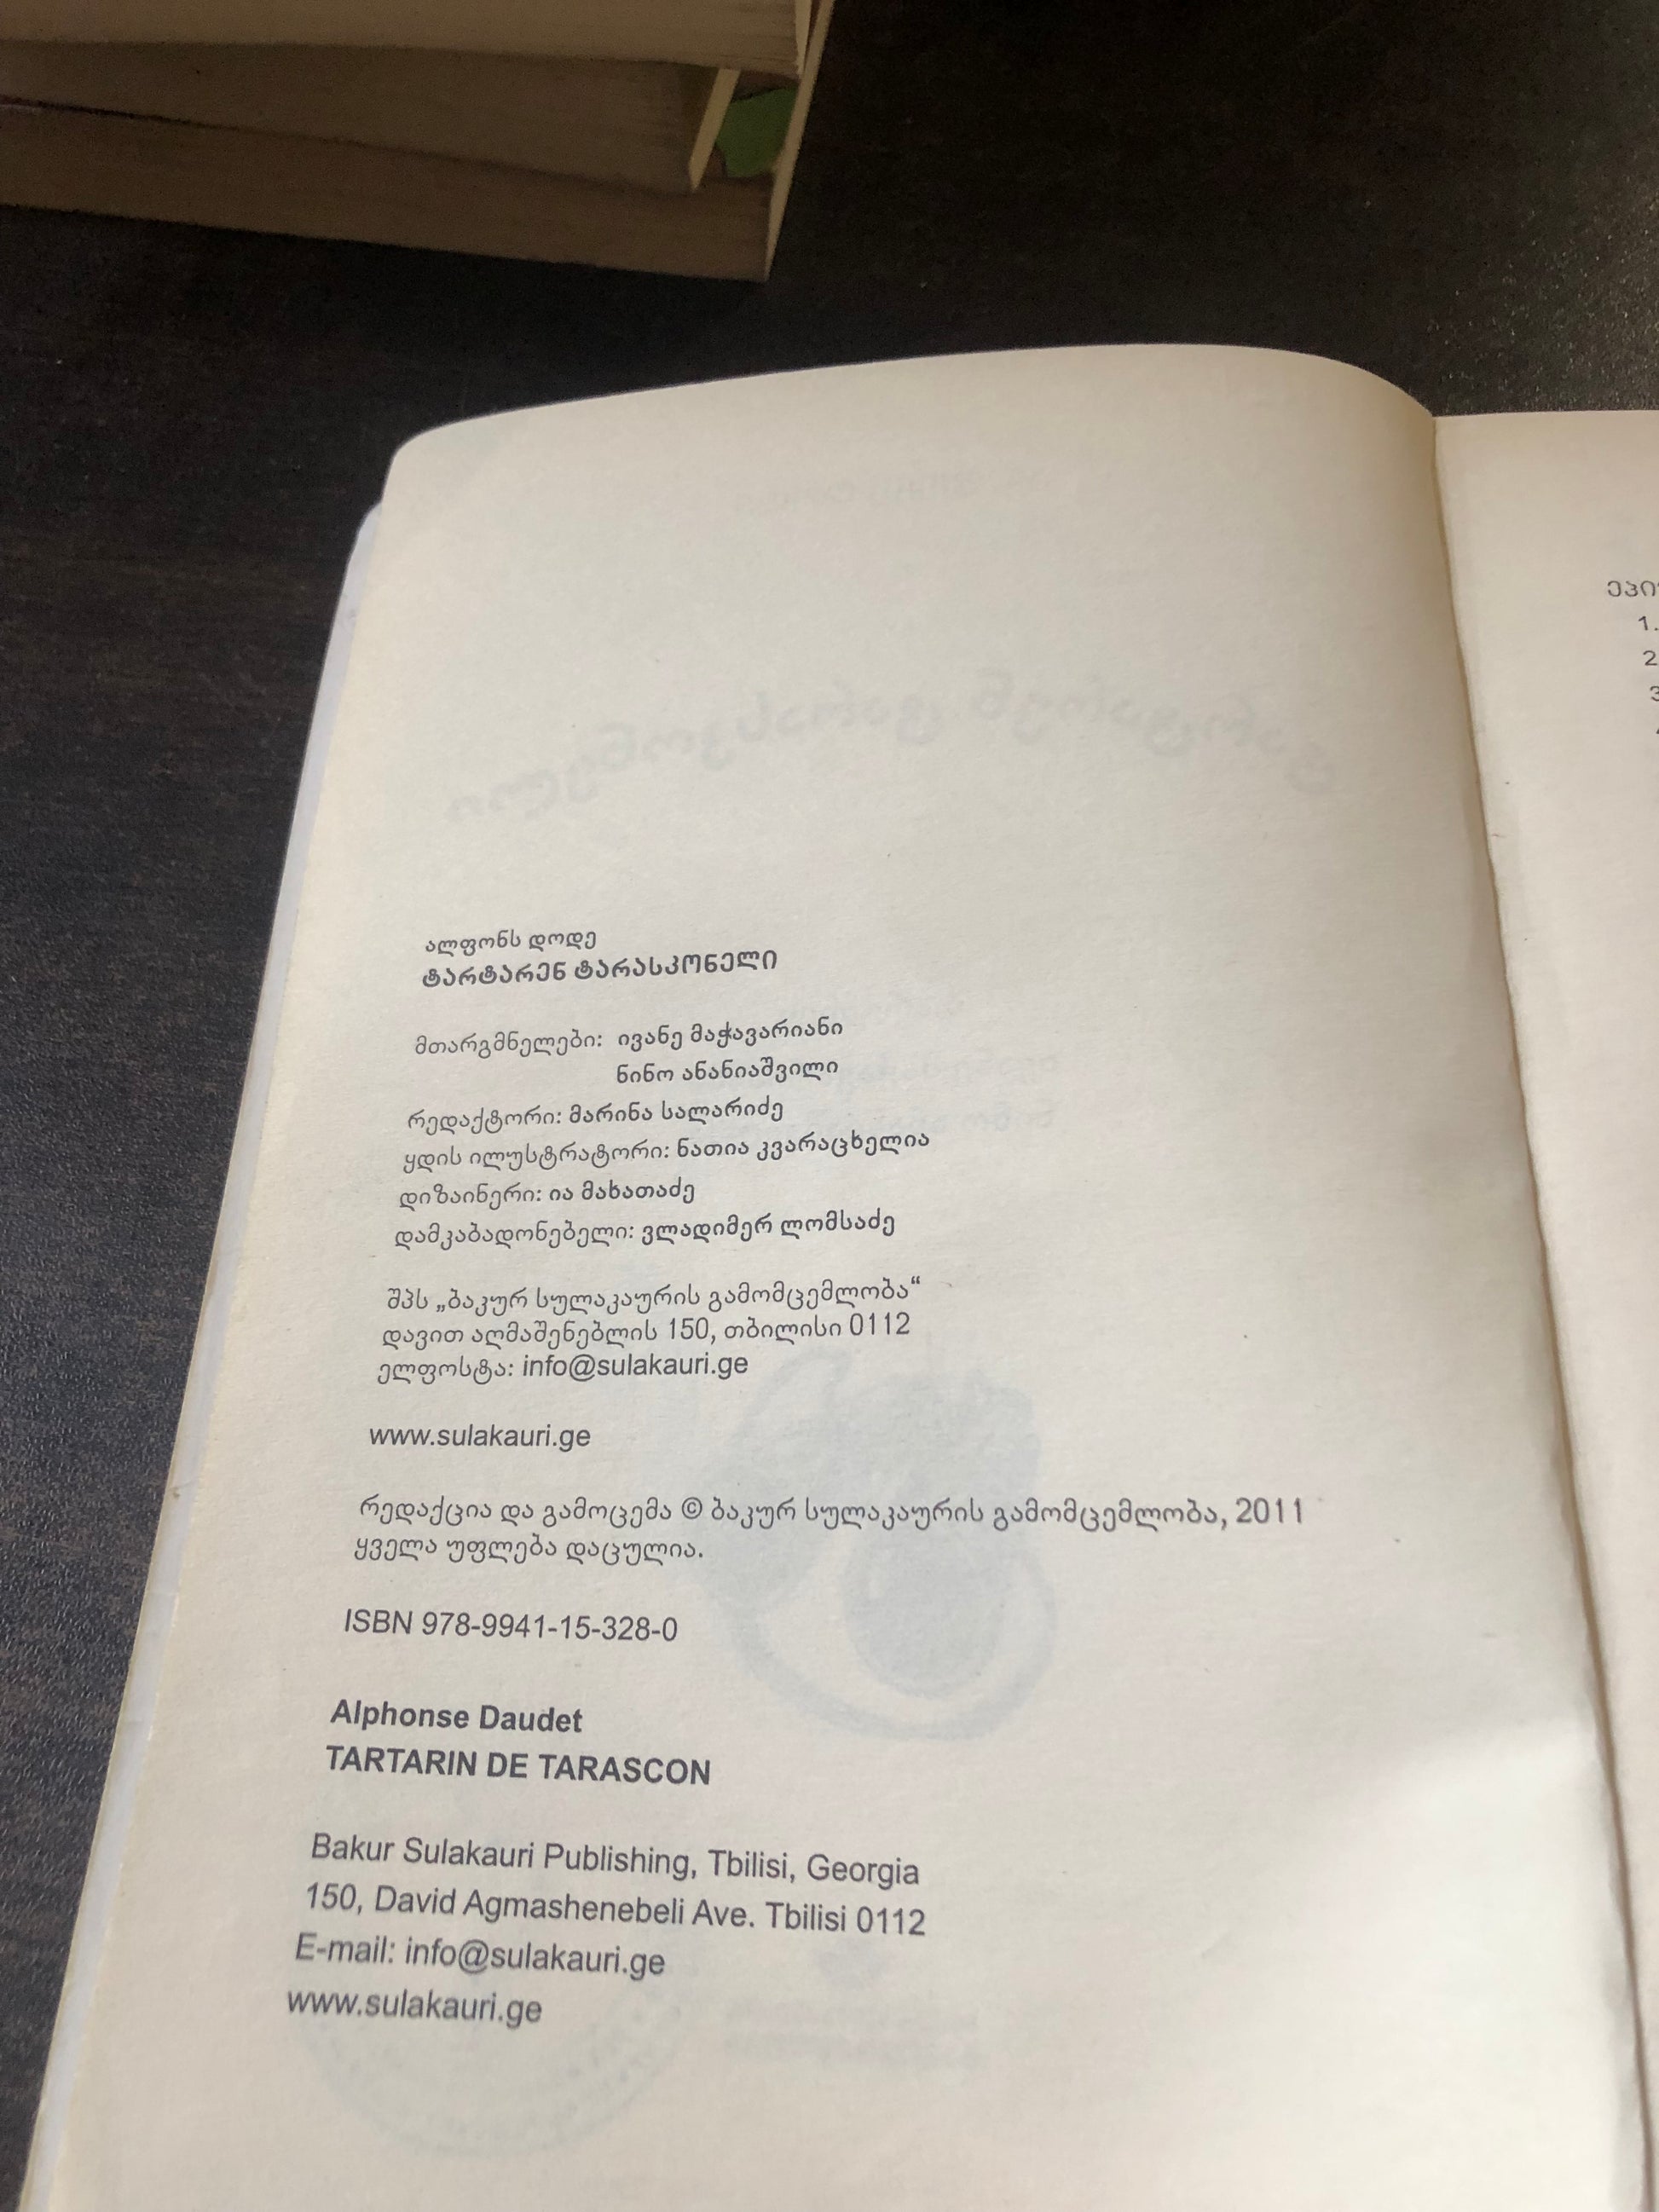 ალფონს დოდე
ტარტარენ ტარასკონელი
მთარგმნელები: ივანე მაჭავარიანი
ნინო ანანიაშვილი
რედაქტორი: მარინა სალარიძე
ყდის ილუსტრატორი: ნათია კვარაცხელია
დიზაინერი: ია მახათაძე
დამკაბადონებელი: ვლადიმერ ლომსაძე
შპს „ბაკურ სულაკაურის გამომცემლობა“
დავით აღმაშენებლის 150, თბილისი 0112
ელფოსტა: info@sulakauri.ge
www.sulakauri.ge
რედაქცია და გამოცემა © ბაკურ სულაკაურის გამომცემლობა, 2011
ყველა უფლება დაცულია.
ISBN 978-9941-15-328-0
Alphonse Daudet
TARTARIN DE TARASCON
Bakur Sulakauri Publishing, Tbilisi, Georgia
150, David Agmashenebeli Ave. Tbilisi 0112
E-mail: info@sulakauri.ge
www.sulakauri.ge
1.
2
3